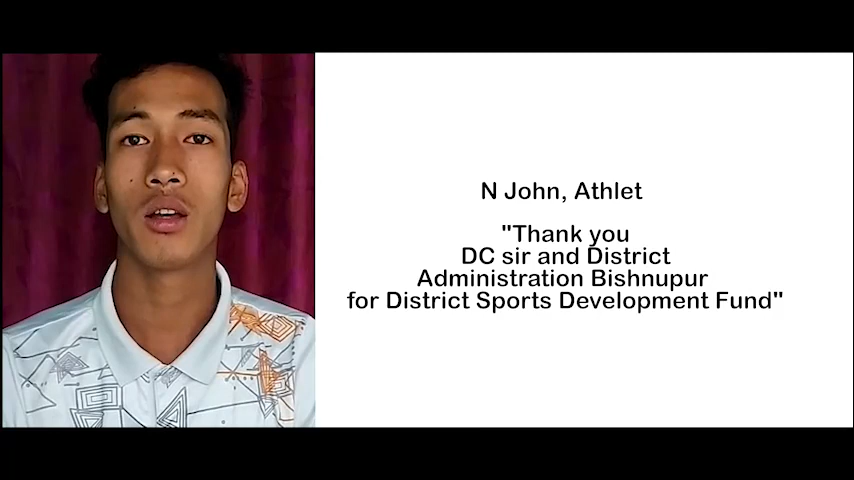 N John, Athlet
"Thank you
DC sir and District
Administration Bishnupur
for District Sports Development Fund"